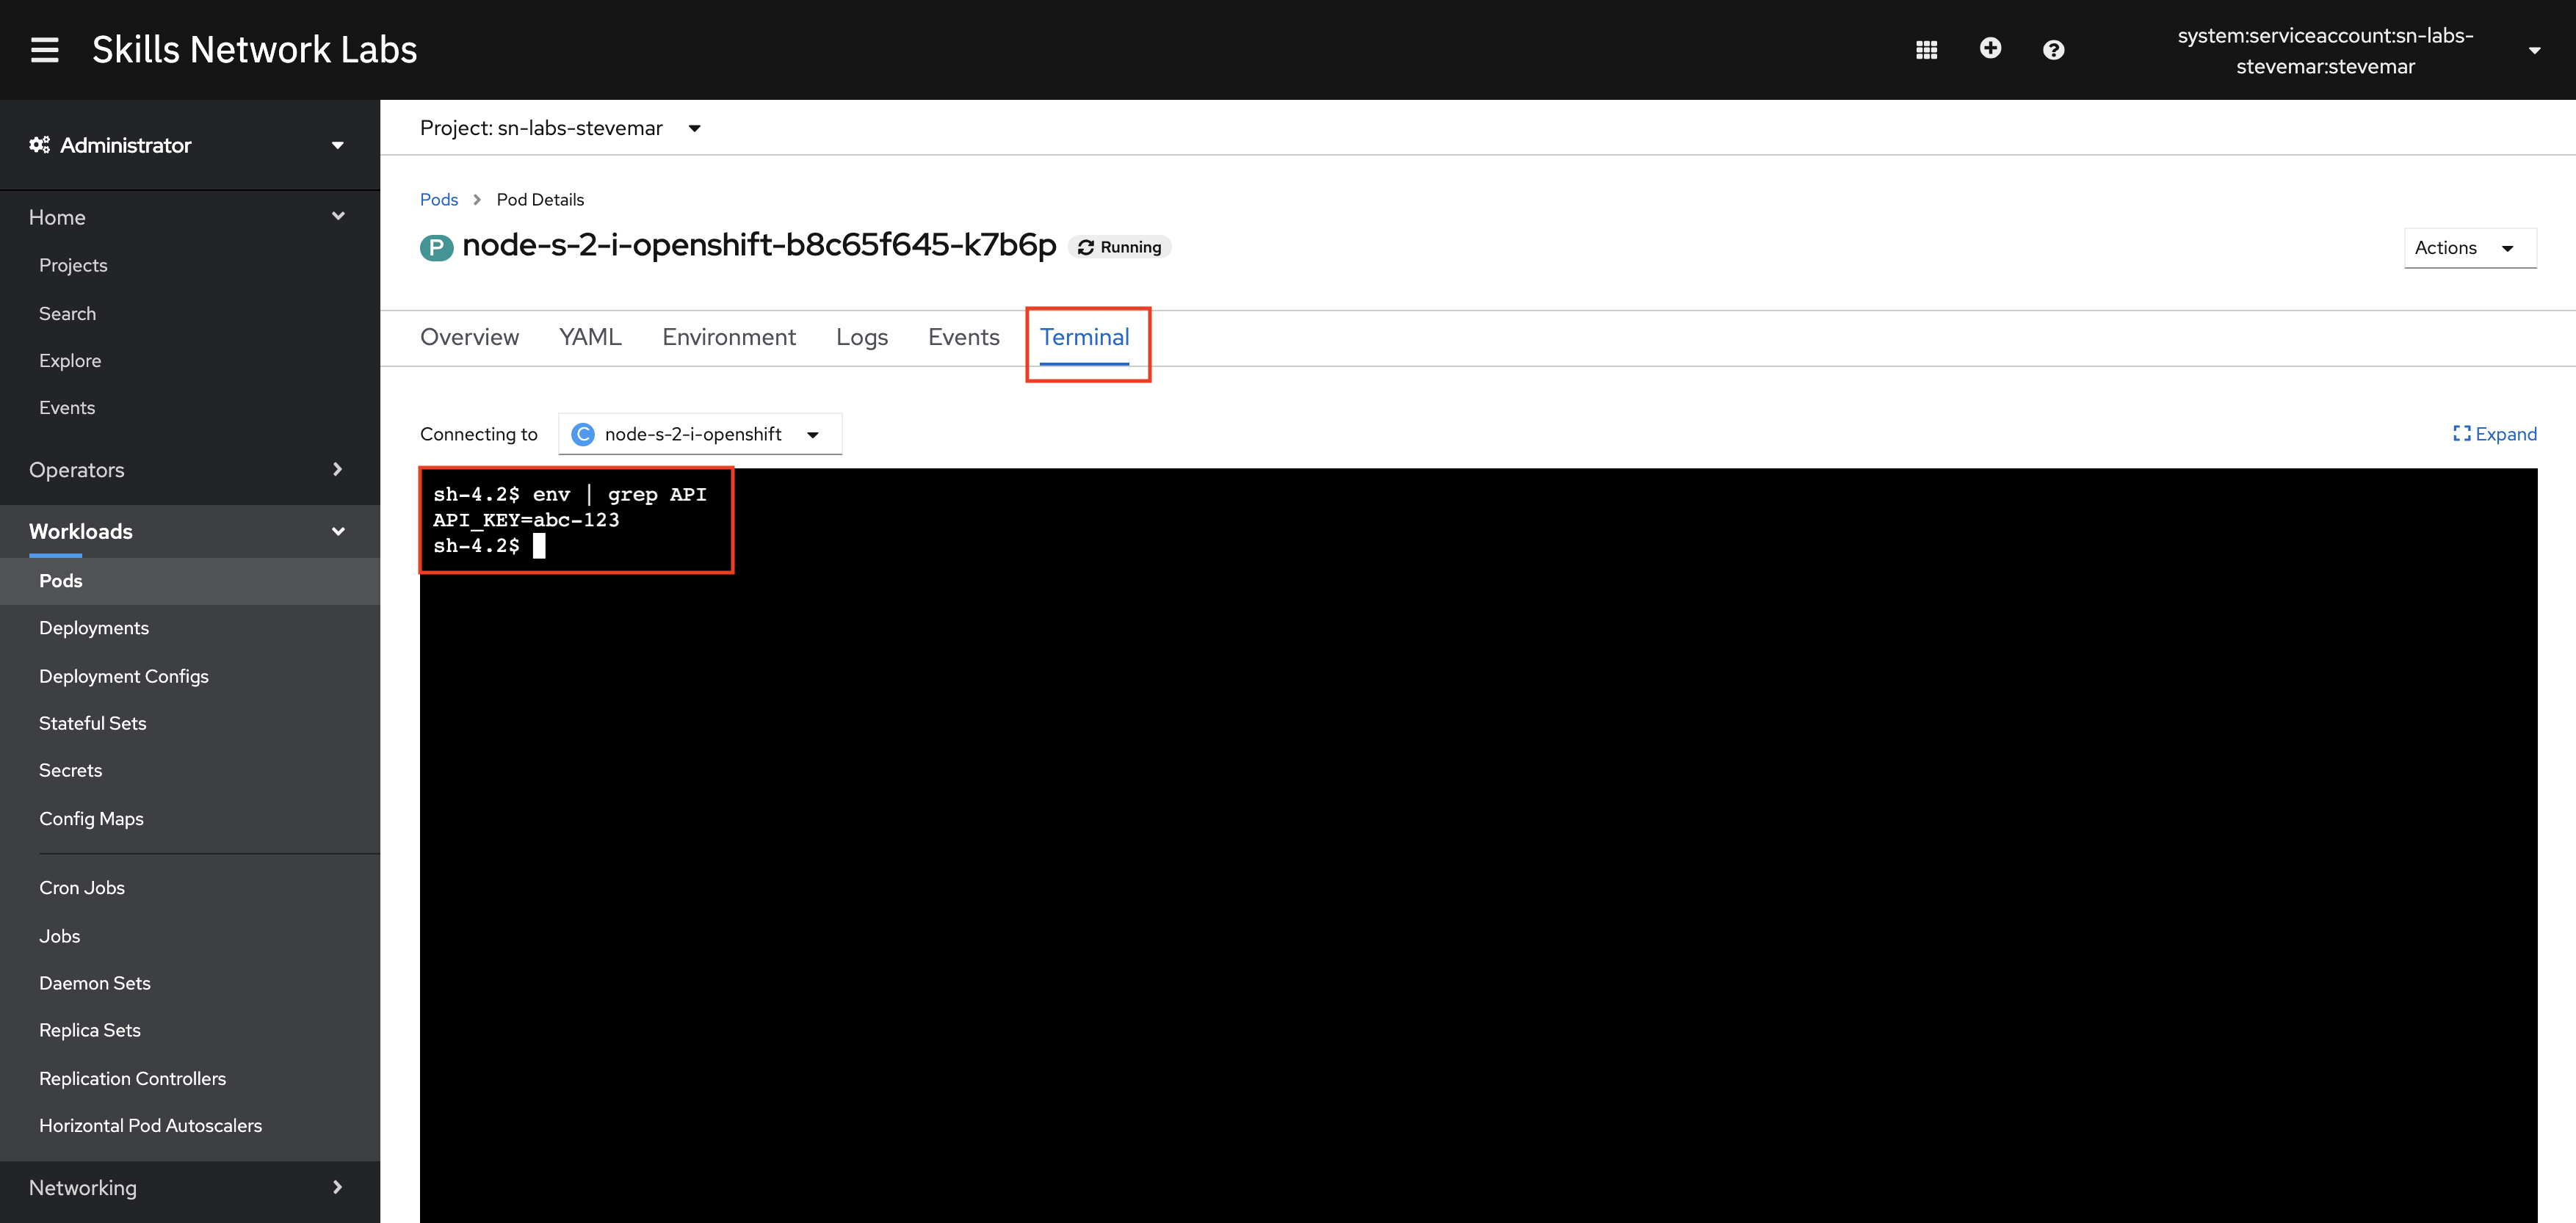 Skills Network Labs
system:serviceaccount:sn-labs-
stevemar:stevemar
Administrator
Home
Projects
Search
Explore
Events
Operators
Workloads
Pods
Deployments
Deployment Configs
Stateful Sets
Secrets
Config Maps
Cron Jobs
Jobs
Daemon Sets
Replica Sets
Replication Controllers
Horizontal Pod Autoscalers
Networking
Project: sn-labs-stevemar
Pods > Pod Details
P node-s-2-i-openshift-b8c65f645-k7b6p Running
Actions
Overview YAML Environment Logs Events Terminal
Connecting to C node-s-2-i-openshift
Expand
sh-4.2$ env | grep API
API_KEY=abc-123
sh-4.2$